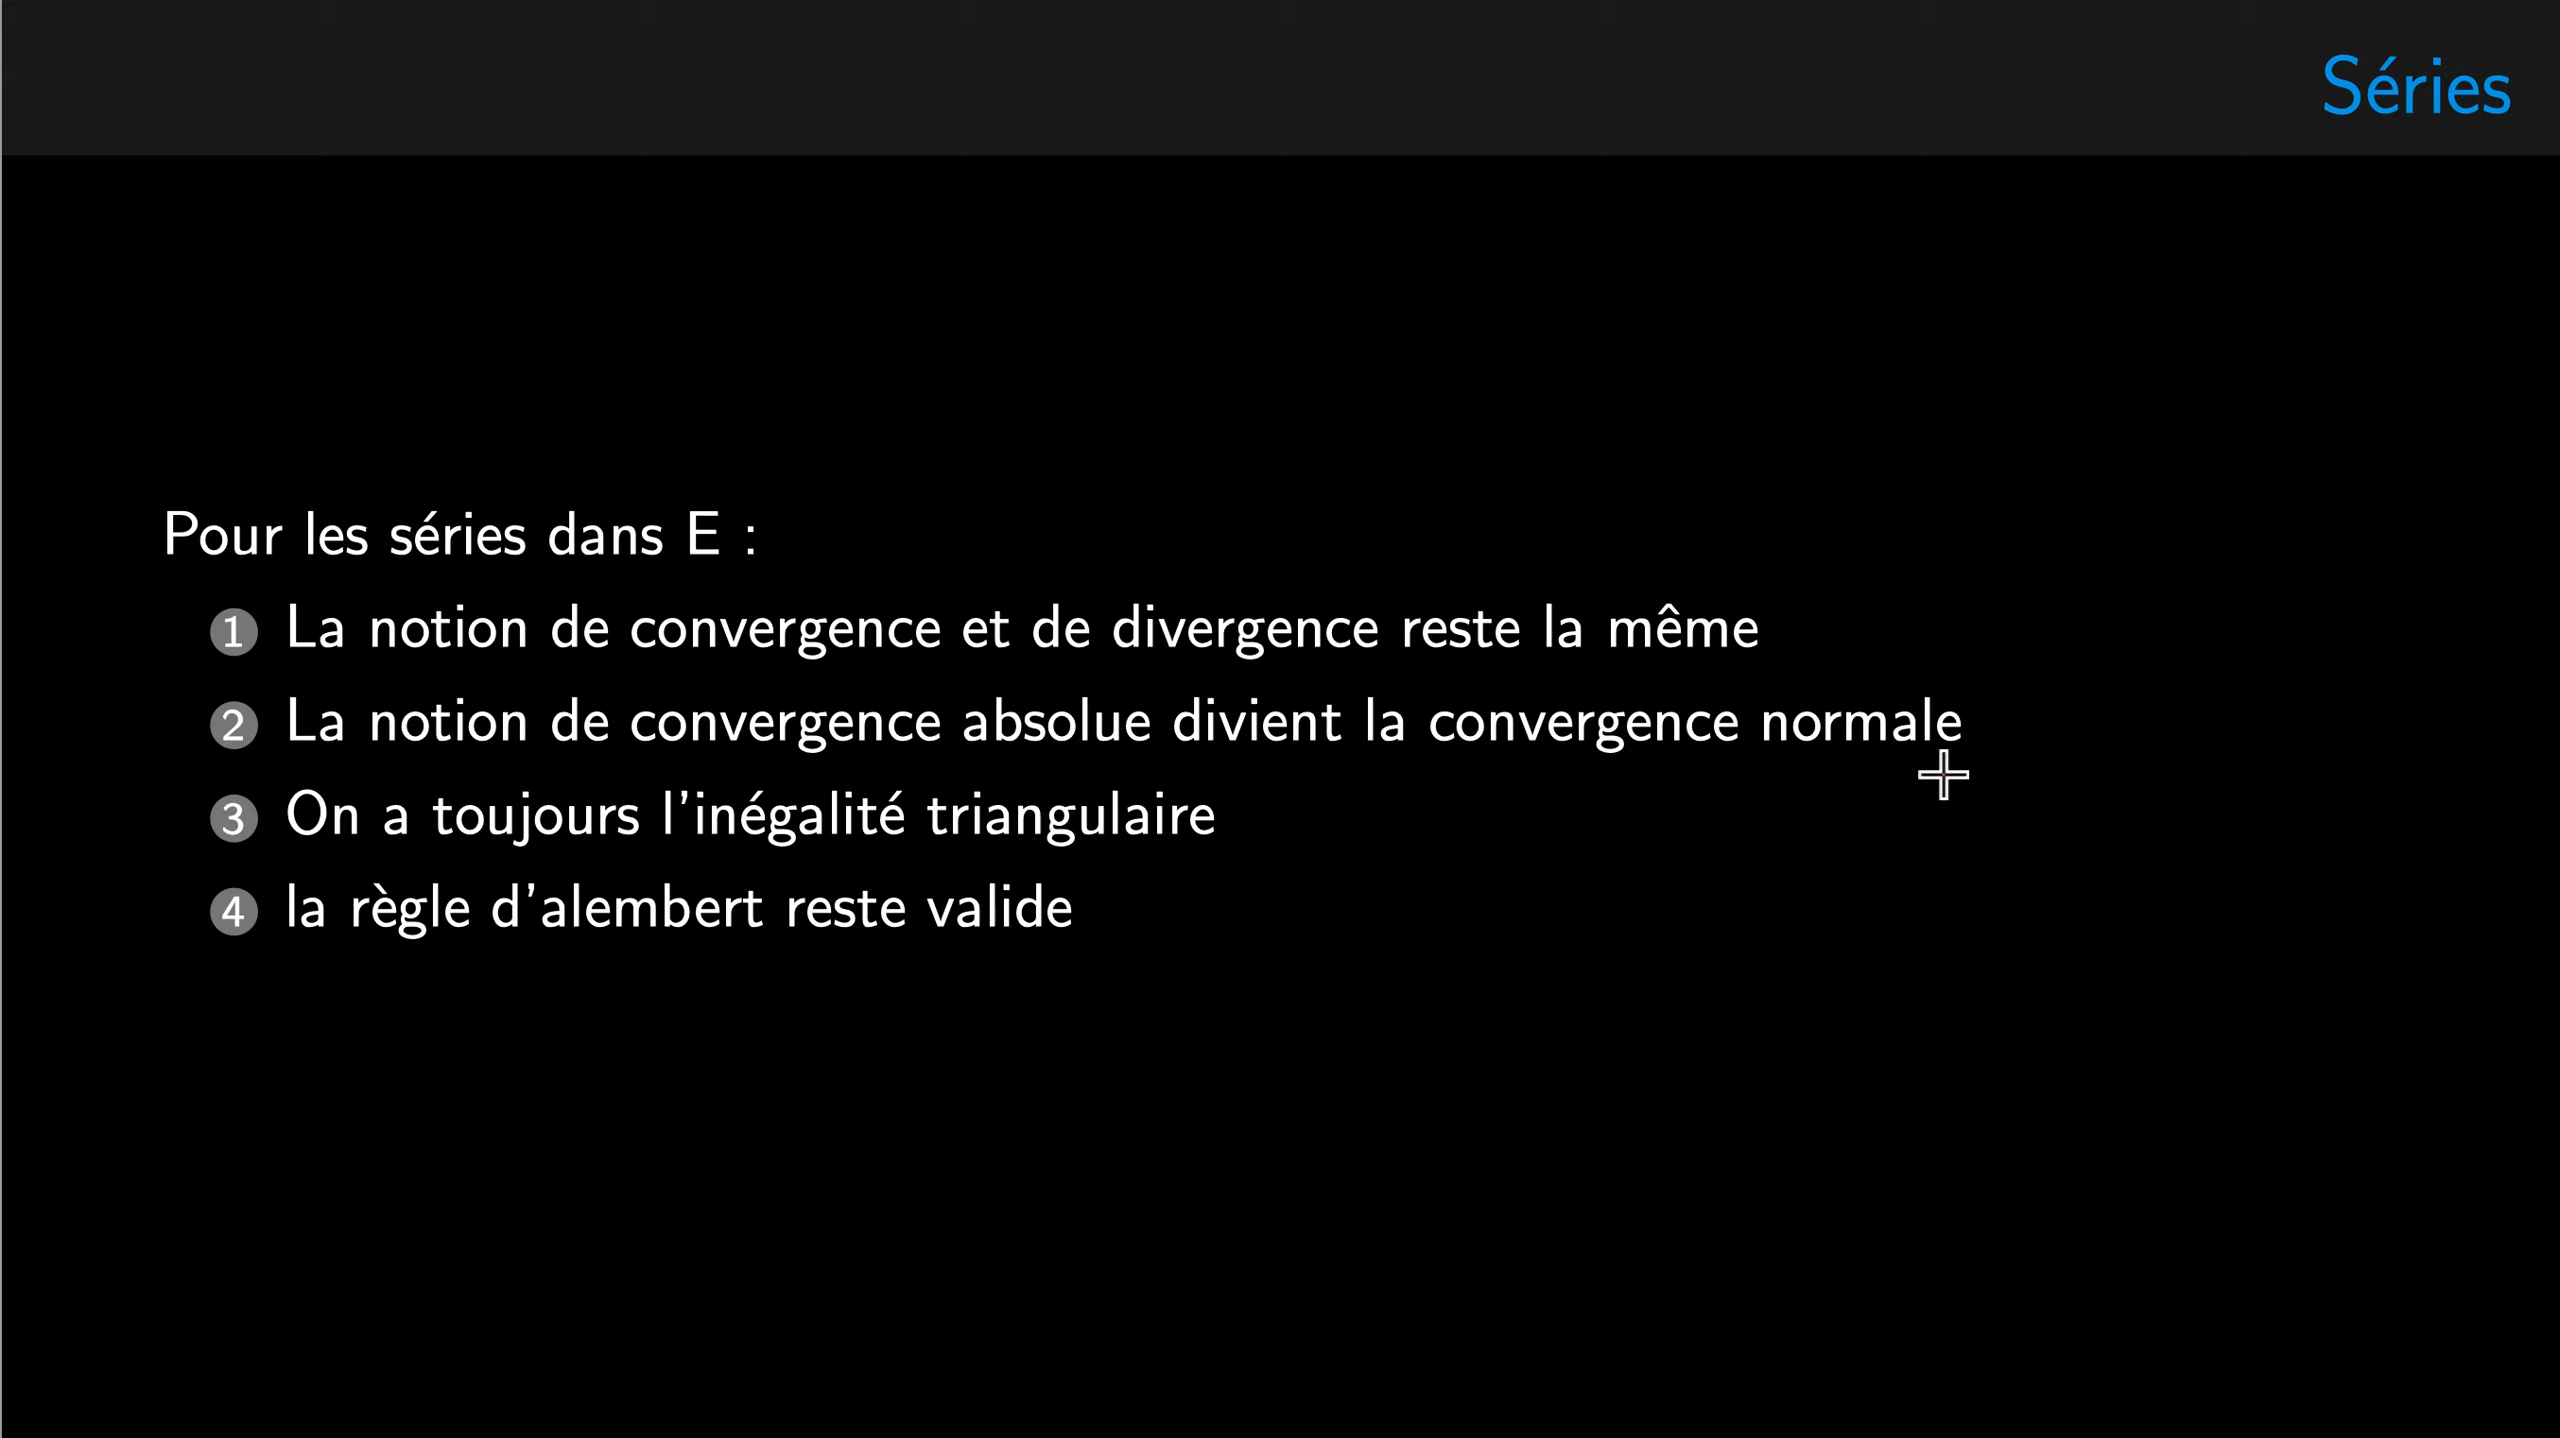 Séries
Pour les séries dans E :
1 La notion de convergence et de divergence reste la même
2 La notion de convergence absolue divient la convergence normale
3 On a toujours l'inégalité triangulaire
4 la règle d'alembert reste valide